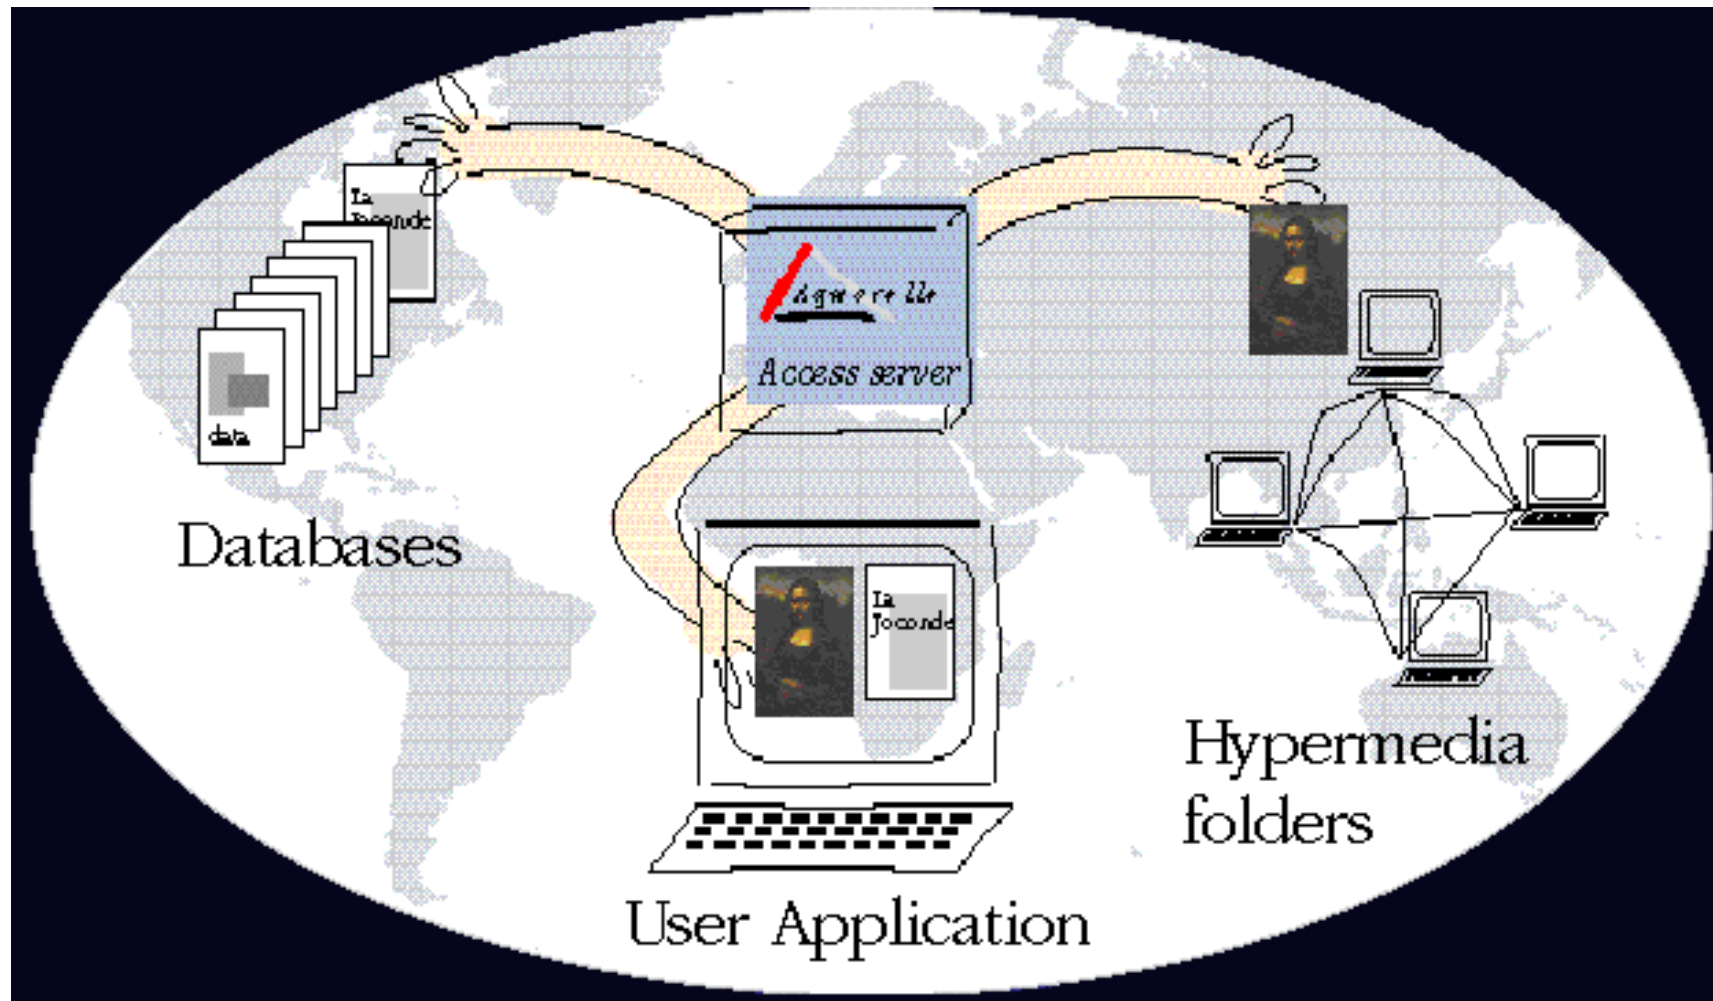 La
Joconde
data
Databases
Aquarelle
Access server
La
Joconde
User Application
Hypermedia
folders